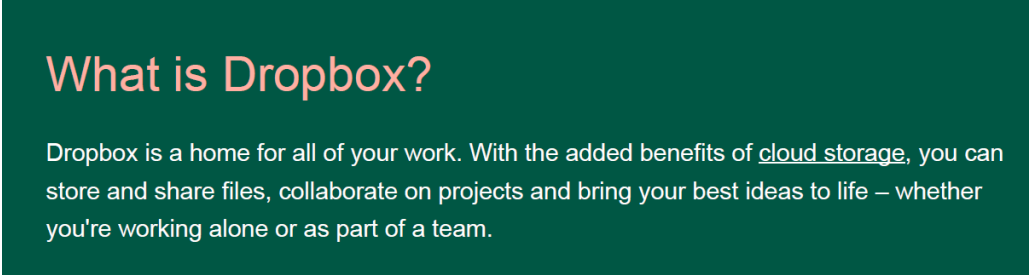 What is Dropbox?
Dropbox is a home for all of your work. With the added benefits of cloud storage, you can
store and share files, collaborate on projects and bring your best ideas to life – whether
you're working alone or as part of a team.